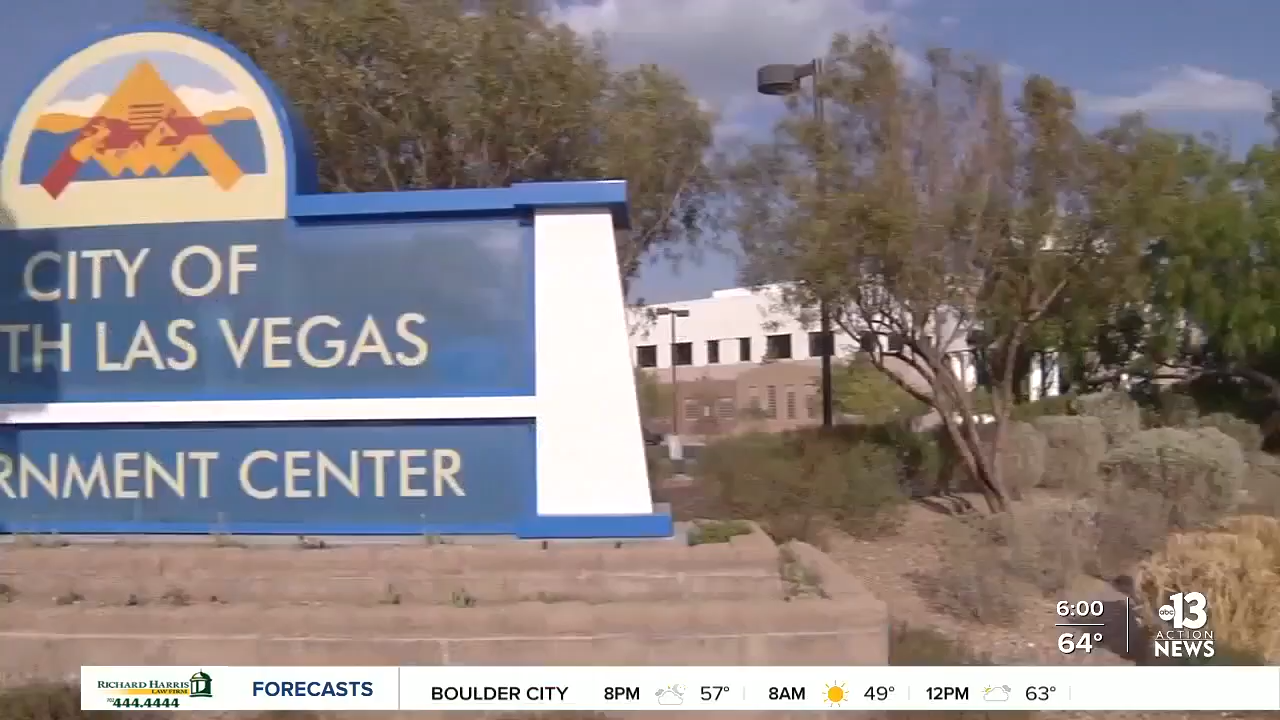 CITY OF
TH LAS VEGAS
RNMENT CENTER
6:00
64°
abc 13
ACTION
NEWS
RICHARD HARRIS
LAW FIRM
702 444.4444
FORECASTS
BOULDER CITY 8PM 57° 8AM 49° 12PM 63°